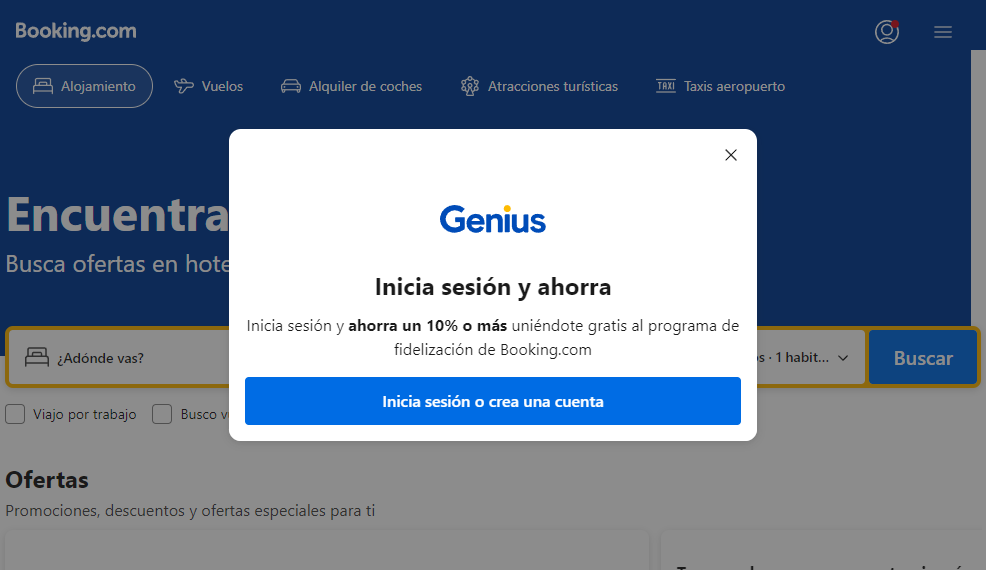 Booking.com
Alojamiento
Vuelos
Alquiler de coches
Atracciones turísticas
TAXI Taxis aeropuerto
Encuentra
Busca ofertas en
Genius
Inicia sesión y ahorra
Inicia sesión y ahorra un 10% o más uniéndote gratis al programa de
fidelización de Booking.com
Inicia sesión o crea una cuenta
¿Adónde vas?
· 1 habit...
Buscar
Viajo por trabajo
Busco
Ofertas
Promociones, descuentos y ofertas especiales para ti